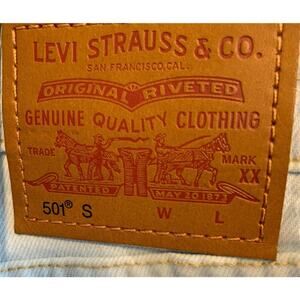 LEVI STRAUSS & CO.
SAN FRANCISCO, CAL.
ORIGINAL RIVETED
GENUINE QUALITY CLOTHING
TRADE MARK
XX
PATENTED MAY 20 1873
501® S W L